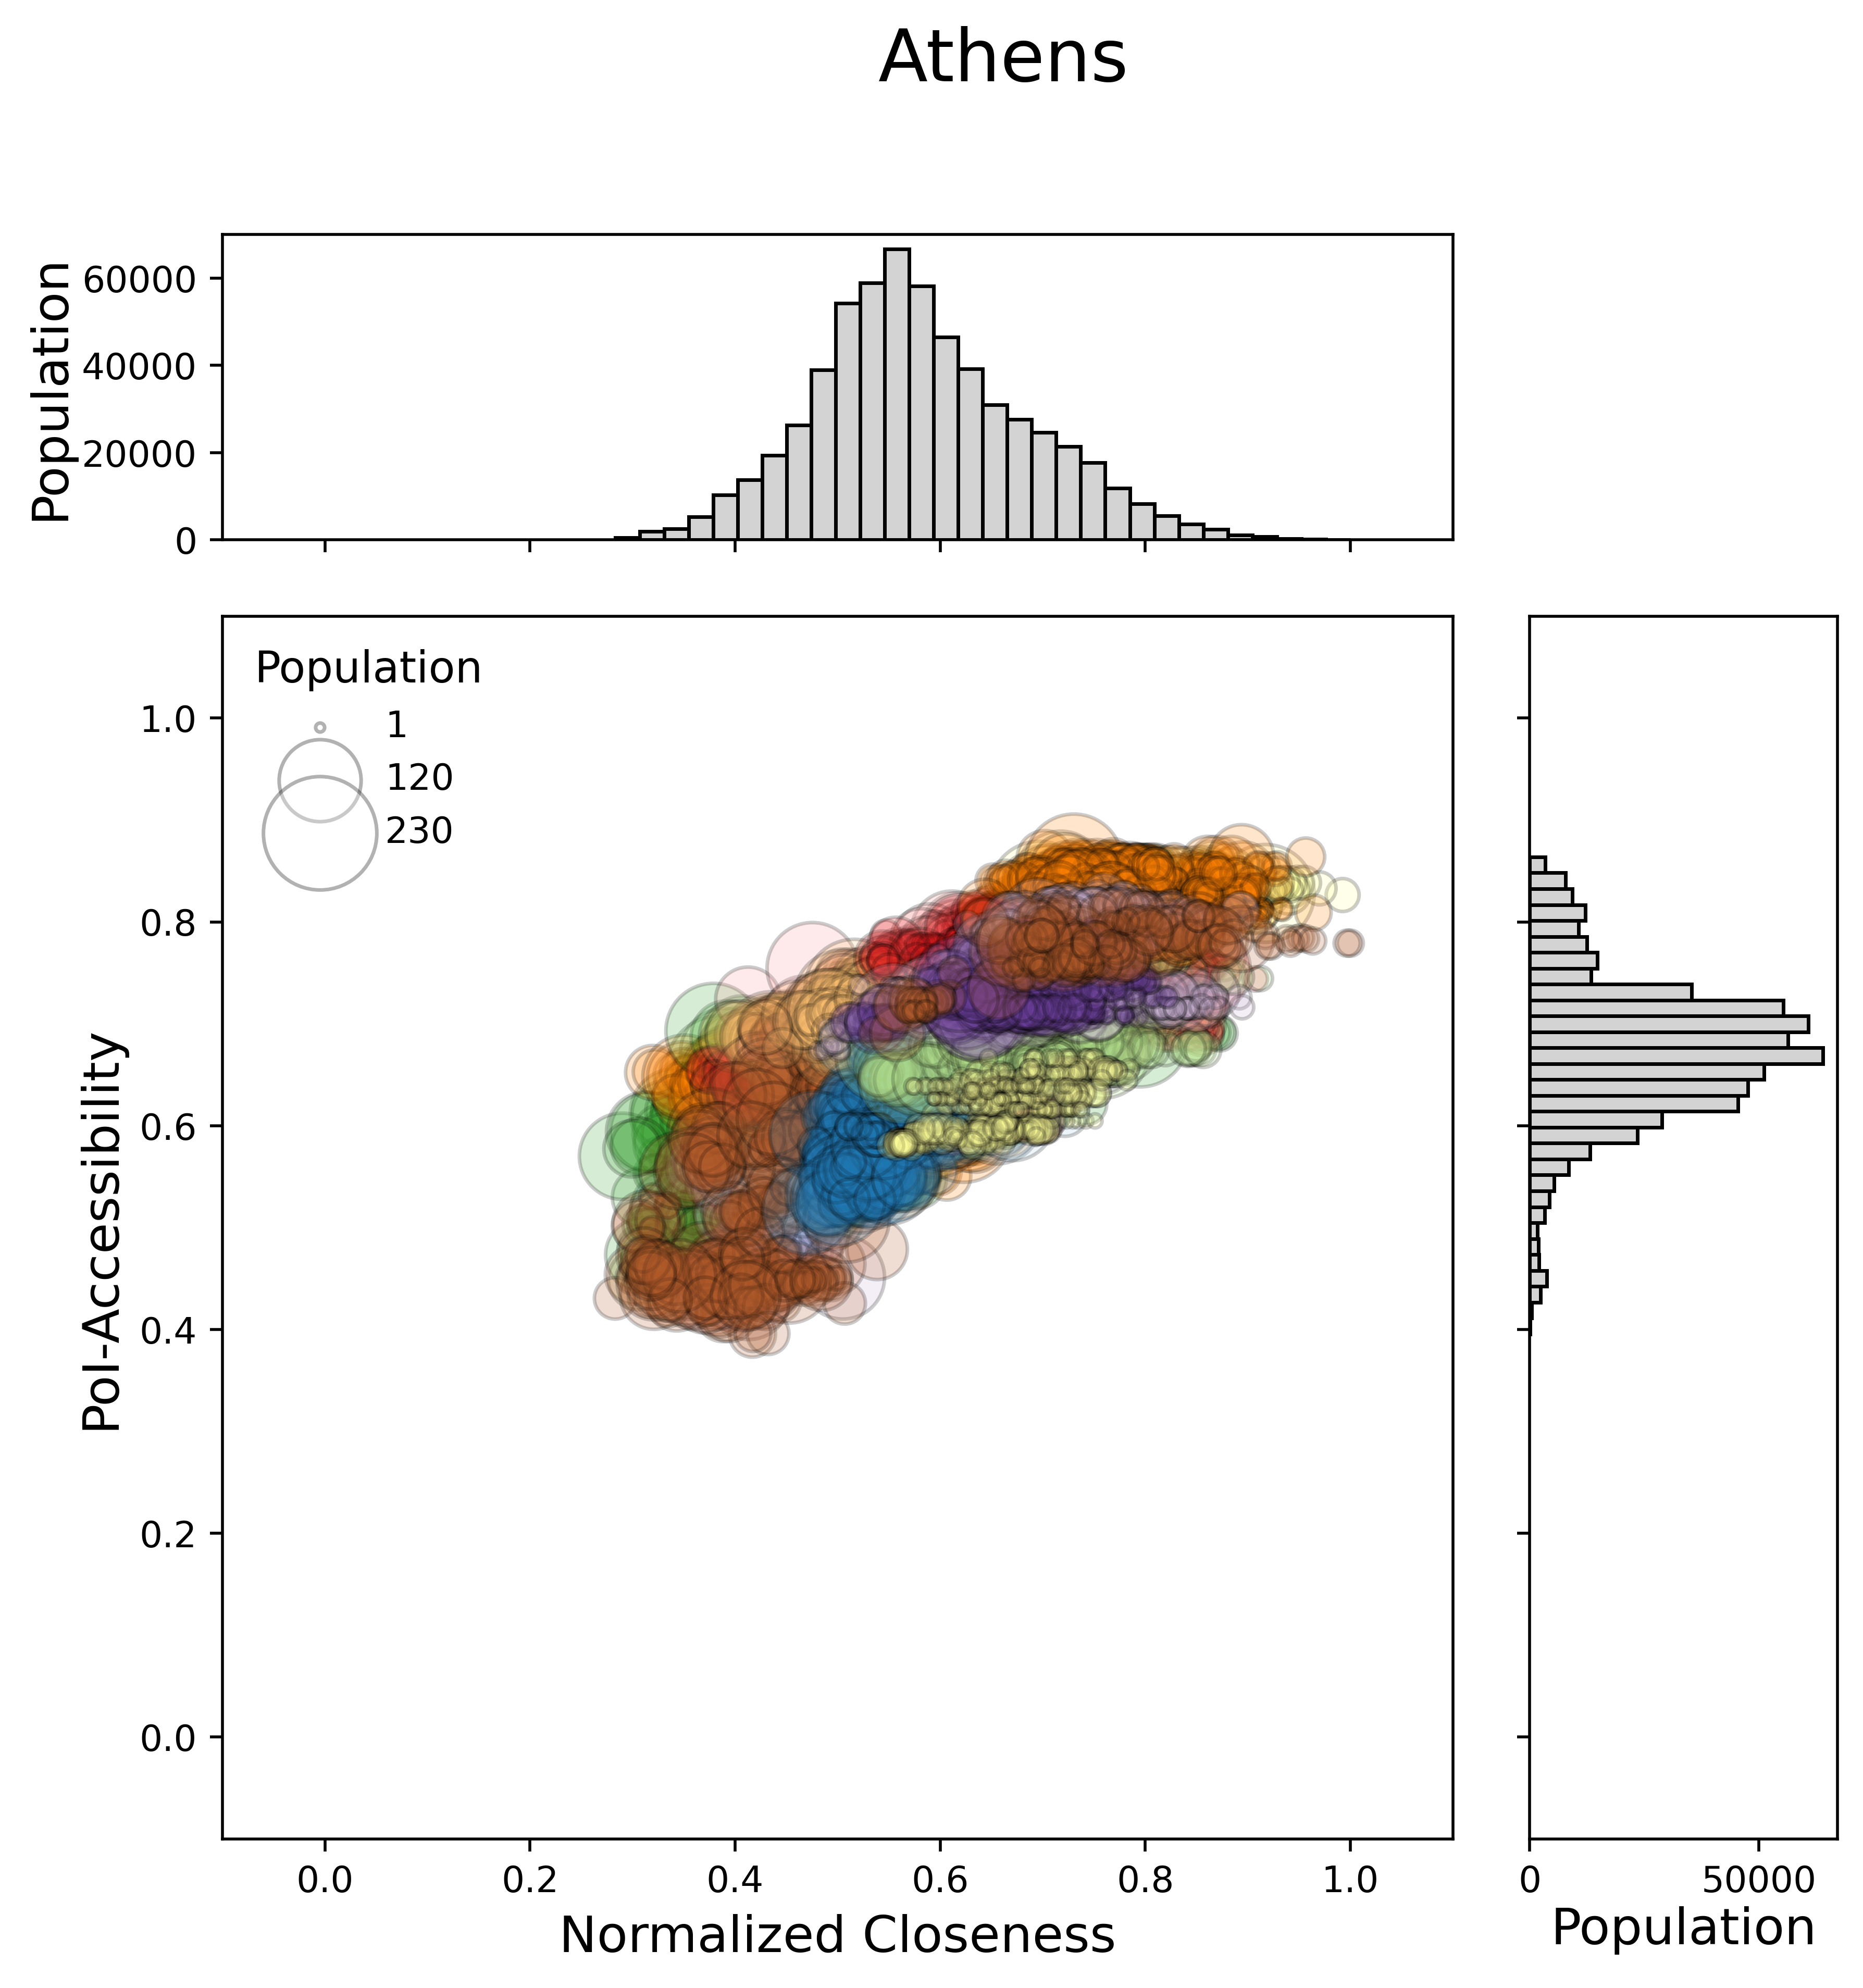 Athens
Population
60000
40000
20000
0
Population
1
120
230
PoI-Accessibility
1.0
0.8
0.6
0.4
0.2
0.0
0.0 0.2 0.4 0.6 0.8 1.0
Normalized Closeness
0 50000
Population